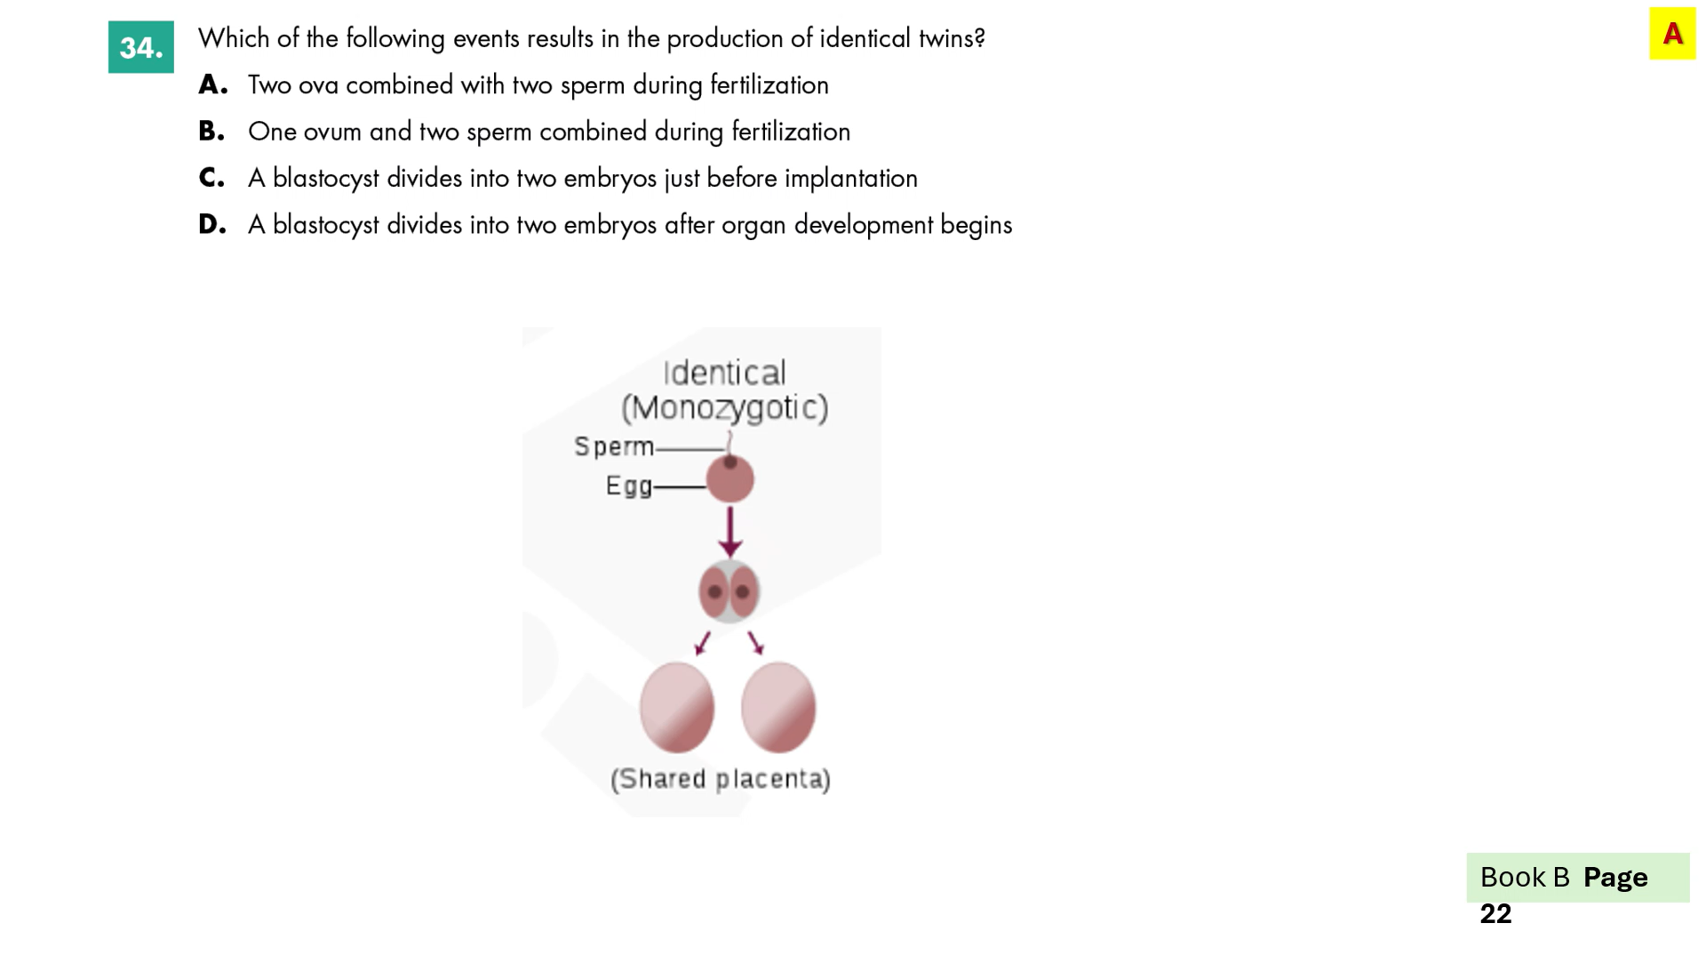 34. Which of the following events results in the production of identical twins?
A
A. Two ova combined with two sperm during fertilization
B. One ovum and two sperm combined during fertilization
C. A blastocyst divides into two embryos just before implantation
D. A blastocyst divides into two embryos after organ development begins
Identical
(Monozygotic)
Sperm
Egg
(Shared placenta)
Book B Page
22